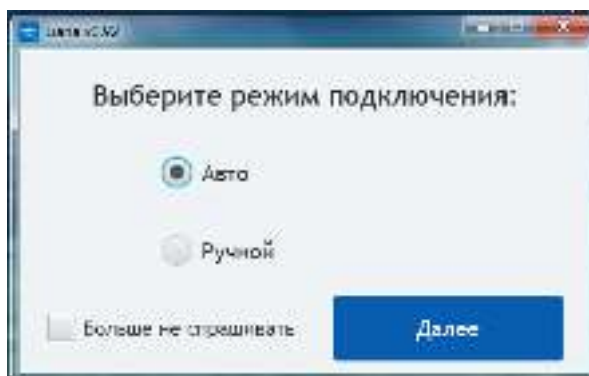 Выберите режим подключения:
Авто
Ручной
Больше не спрашивать
Далее